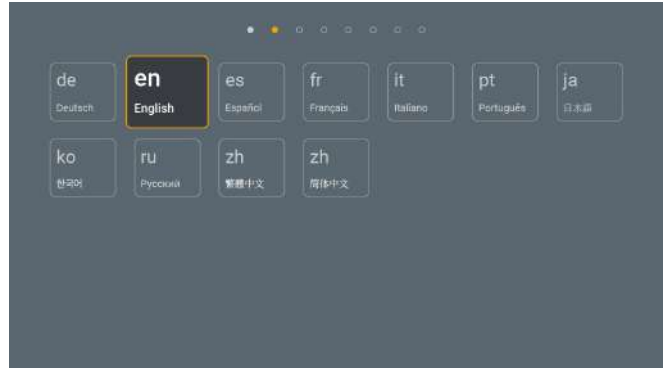 de
Deutsch
en
English
es
Español
fr
Français
it
Italiano
pt
Português
ja
日本語
ko
한국어
ru
Русский
zh
繁體中文
zh
简体中文